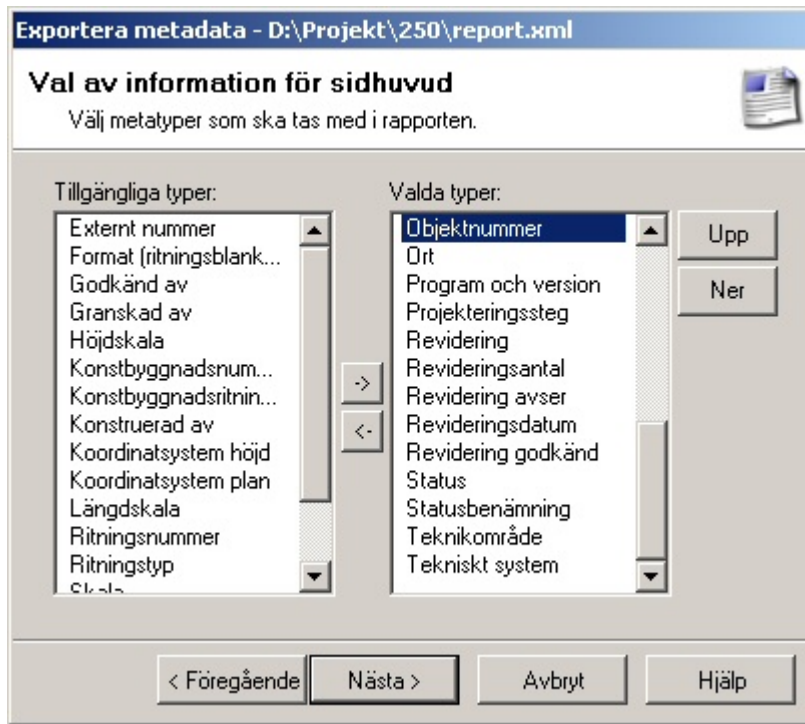 Exportera metadata - D:\Projekt\250\report.xml
Val av information för sidhuvud
Välj metatyper som ska tas med i rapporten.
Tillgängliga typer:
Externt nummer
Format (ritningsblank...
Godkänd av
Granskad av
Höjdskala
Konstbyggnadsnum...
Konstbyggnadsritnin...
Konstruerad av
Koordinatsystem höjd
Koordinatsystem plan
Längdskala
Ritningsnummer
Ritningstyp
Skala
->
<-
Valda typer:
Objektnummer
Ort
Program och version
Projekteringssteg
Revidering
Revideringsantal
Revidering avser
Revideringsdatum
Revidering godkänd
Status
Statusbenämning
Teknikområde
Tekniskt system
Upp
Ner
< Föregående
Nästa >
Avbryt
Hjälp